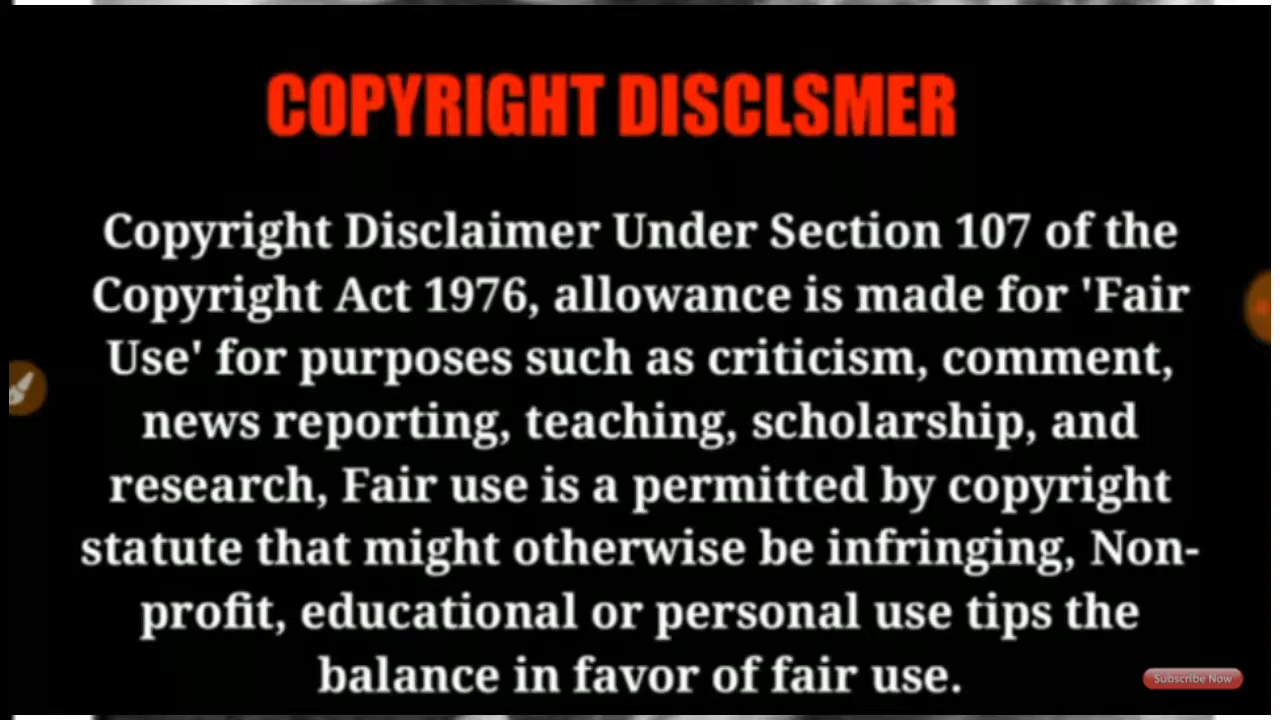 COPYRIGHT DISCLSMER
Copyright Disclaimer Under Section 107 of the
Copyright Act 1976, allowance is made for 'Fair
Use' for purposes such as criticism, comment,
news reporting, teaching, scholarship, and
research, Fair use is a permitted by copyright
statute that might otherwise be infringing, Non-
profit, educational or personal use tips the
balance in favor of fair use.
Subscribe Now